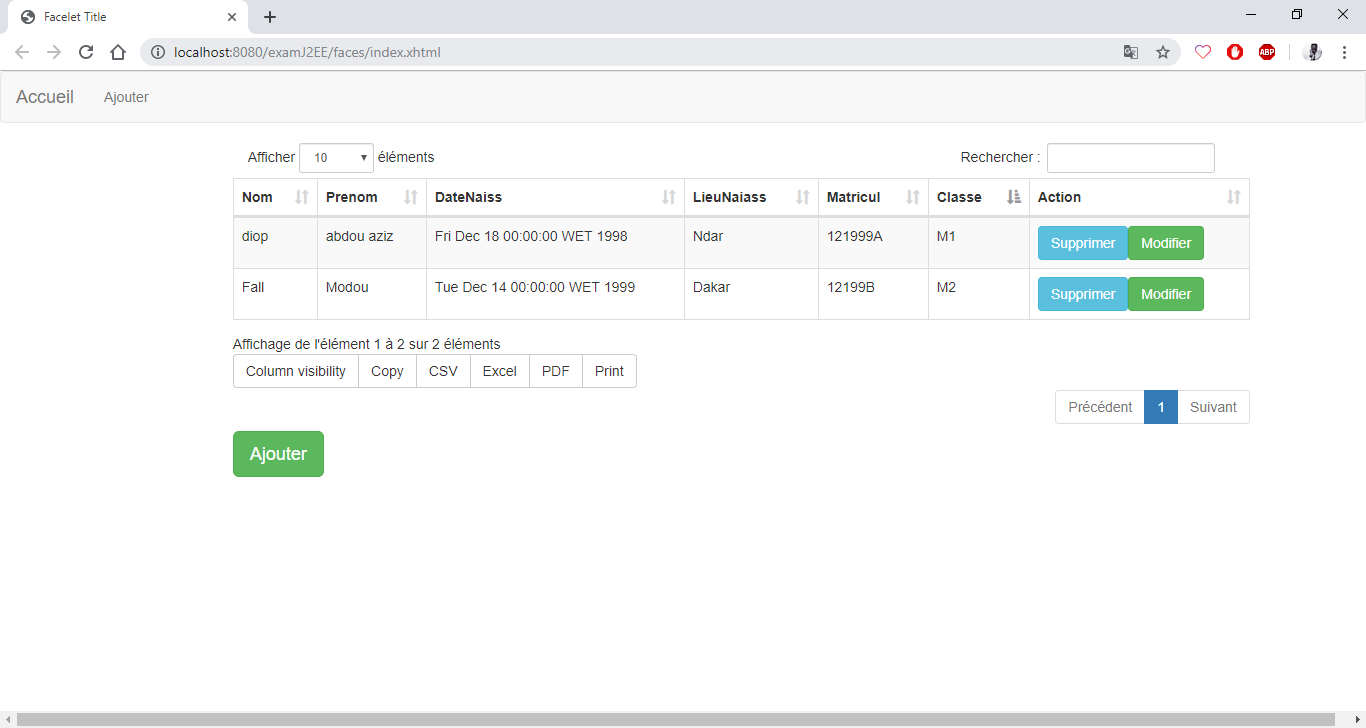 Facelet Title
localhost:8080/examJ2EE/faces/index.xhtml
ABP
Accueil Ajouter
Afficher 10 éléments Rechercher :
Nom Prenom DateNaiss LieuNaiass Matricul Classe Action
diop abdou aziz Fri Dec 18 00:00:00 WET 1998 Ndar 121999A M1 Supprimer Modifier
Fall Modou Tue Dec 14 00:00:00 WET 1999 Dakar 12199B M2 Supprimer Modifier
Affichage de l'élément 1 à 2 sur 2 éléments
Column visibility Copy CSV Excel PDF Print
Précédent 1 Suivant
Ajouter